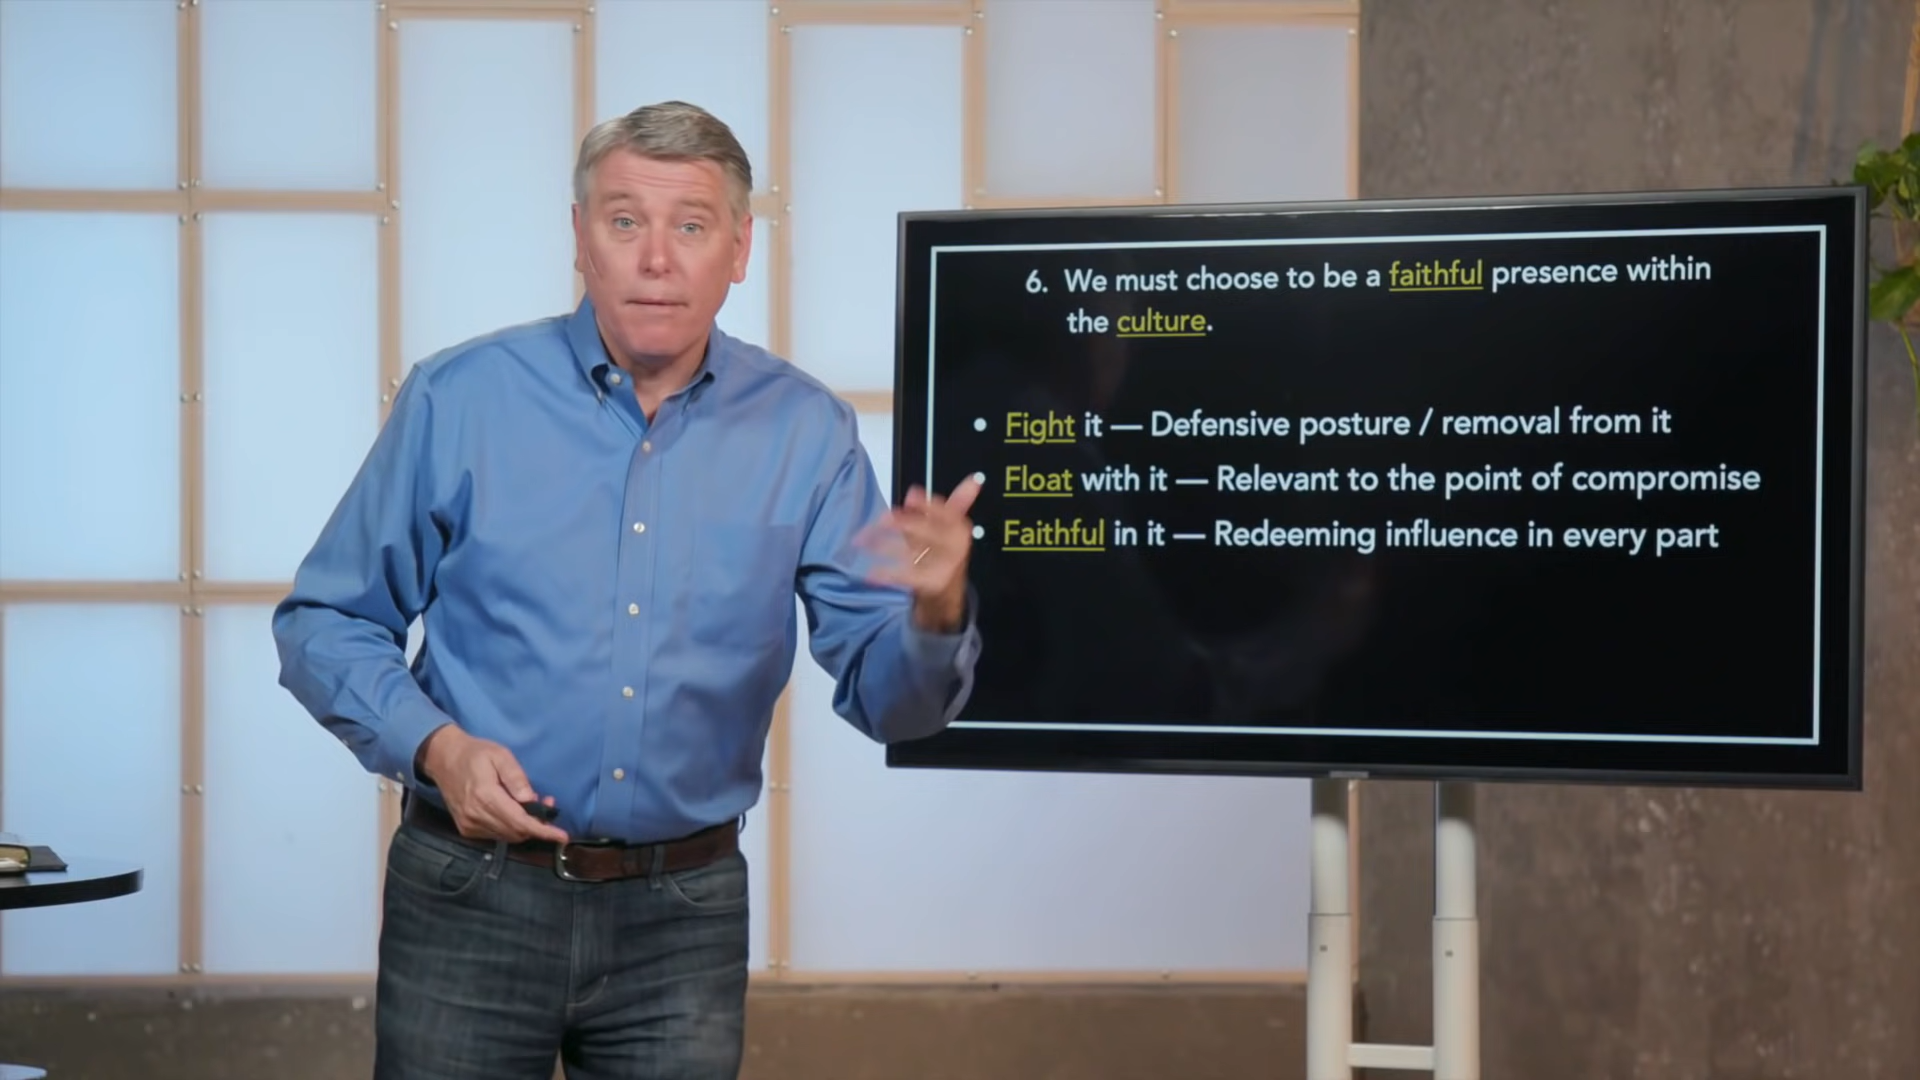 6. We must choose to be a faithful presence within
the culture.
• Fight it — Defensive posture / removal from it
• Float with it — Relevant to the point of compromise
• Faithful in it — Redeeming influence in every part